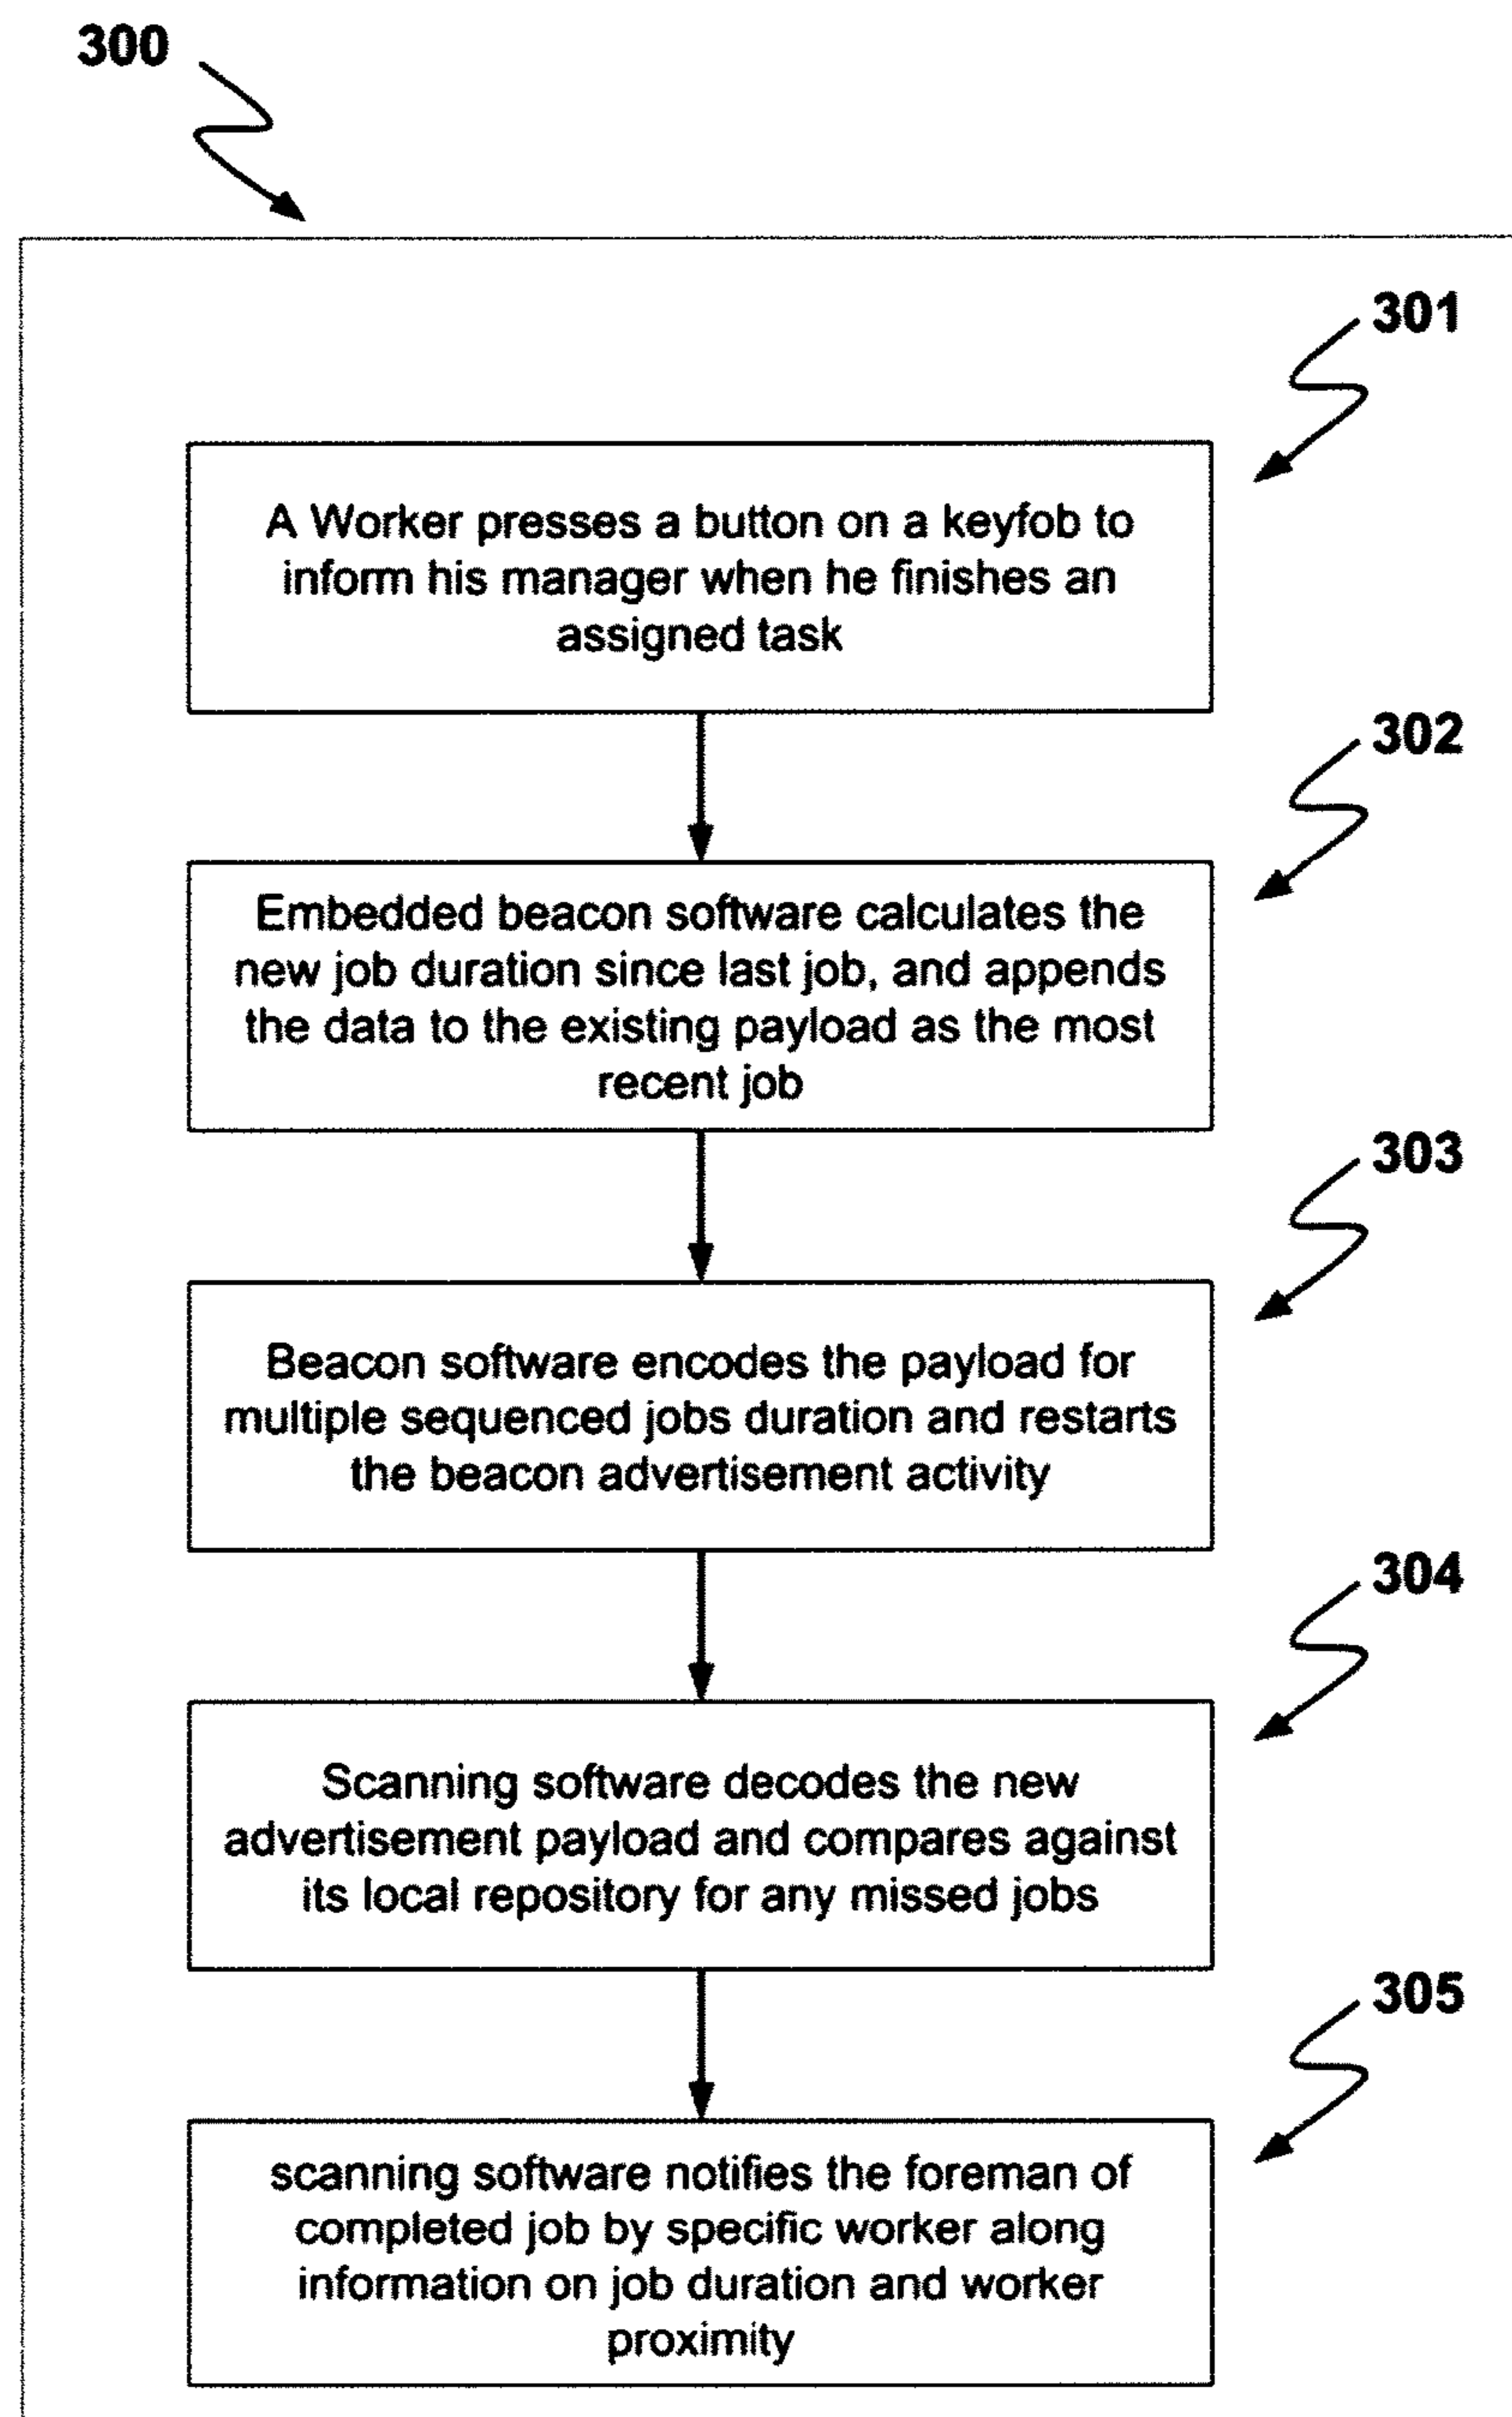 300
301
A Worker presses a button on a keyfob to
inform his manager when he finishes an
assigned task
302
Embedded beacon software calculates the
new job duration since last job, and appends
the data to the existing payload as the most
recent job
303
Beacon software encodes the payload for
multiple sequenced jobs duration and restarts
the beacon advertisement activity
304
Scanning software decodes the new
advertisement payload and compares against
its local repository for any missed jobs
305
scanning software notifies the foreman of
completed job by specific worker along
information on job duration and worker
proximity